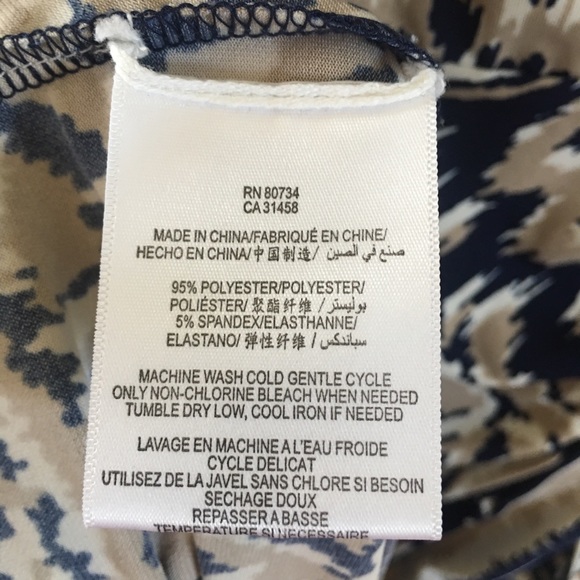 RN 80734
CA 31458
MADE IN CHINA/FABRIQUÉ EN CHINE/
HECHO EN CHINA/中国制造/ صنع في الصين /
95% POLYESTER/POLYESTER/
POLIÉSTER/ 聚酯纤维 / بوليستر
5% SPANDEX/ELASTHANNE/
ELASTANO/ 弹性纤维 / سباندكس
MACHINE WASH COLD GENTLE CYCLE
ONLY NON-CHLORINE BLEACH WHEN NEEDED
TUMBLE DRY LOW, COOL IRON IF NEEDED
LAVAGE EN MACHINE A L'EAU FROIDE
CYCLE DELICAT
UTILISEZ DE LA JAVEL SANS CHLORE SI BESOIN
SECHAGE DOUX
REPASSER A BASSE
TEMPERATURE SI NECESSAIRE